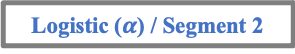 Logistic (α) / Segment 2